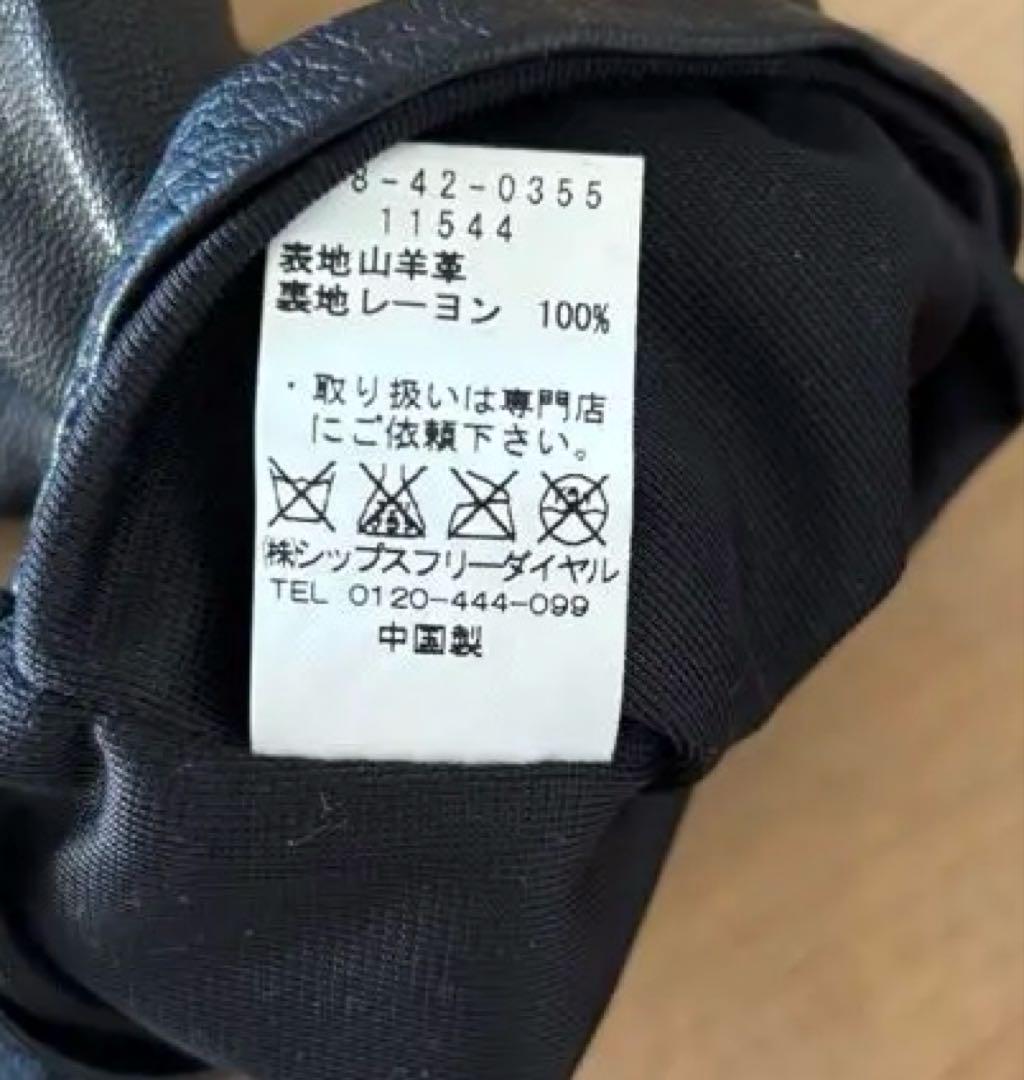 8-42-0355
11544
表地山羊革
裏地レーヨン 100%
・取り扱いは専門店
にご依頼下さい。
㈱シップスフリーダイヤル
TEL 0120-444-099
中国製